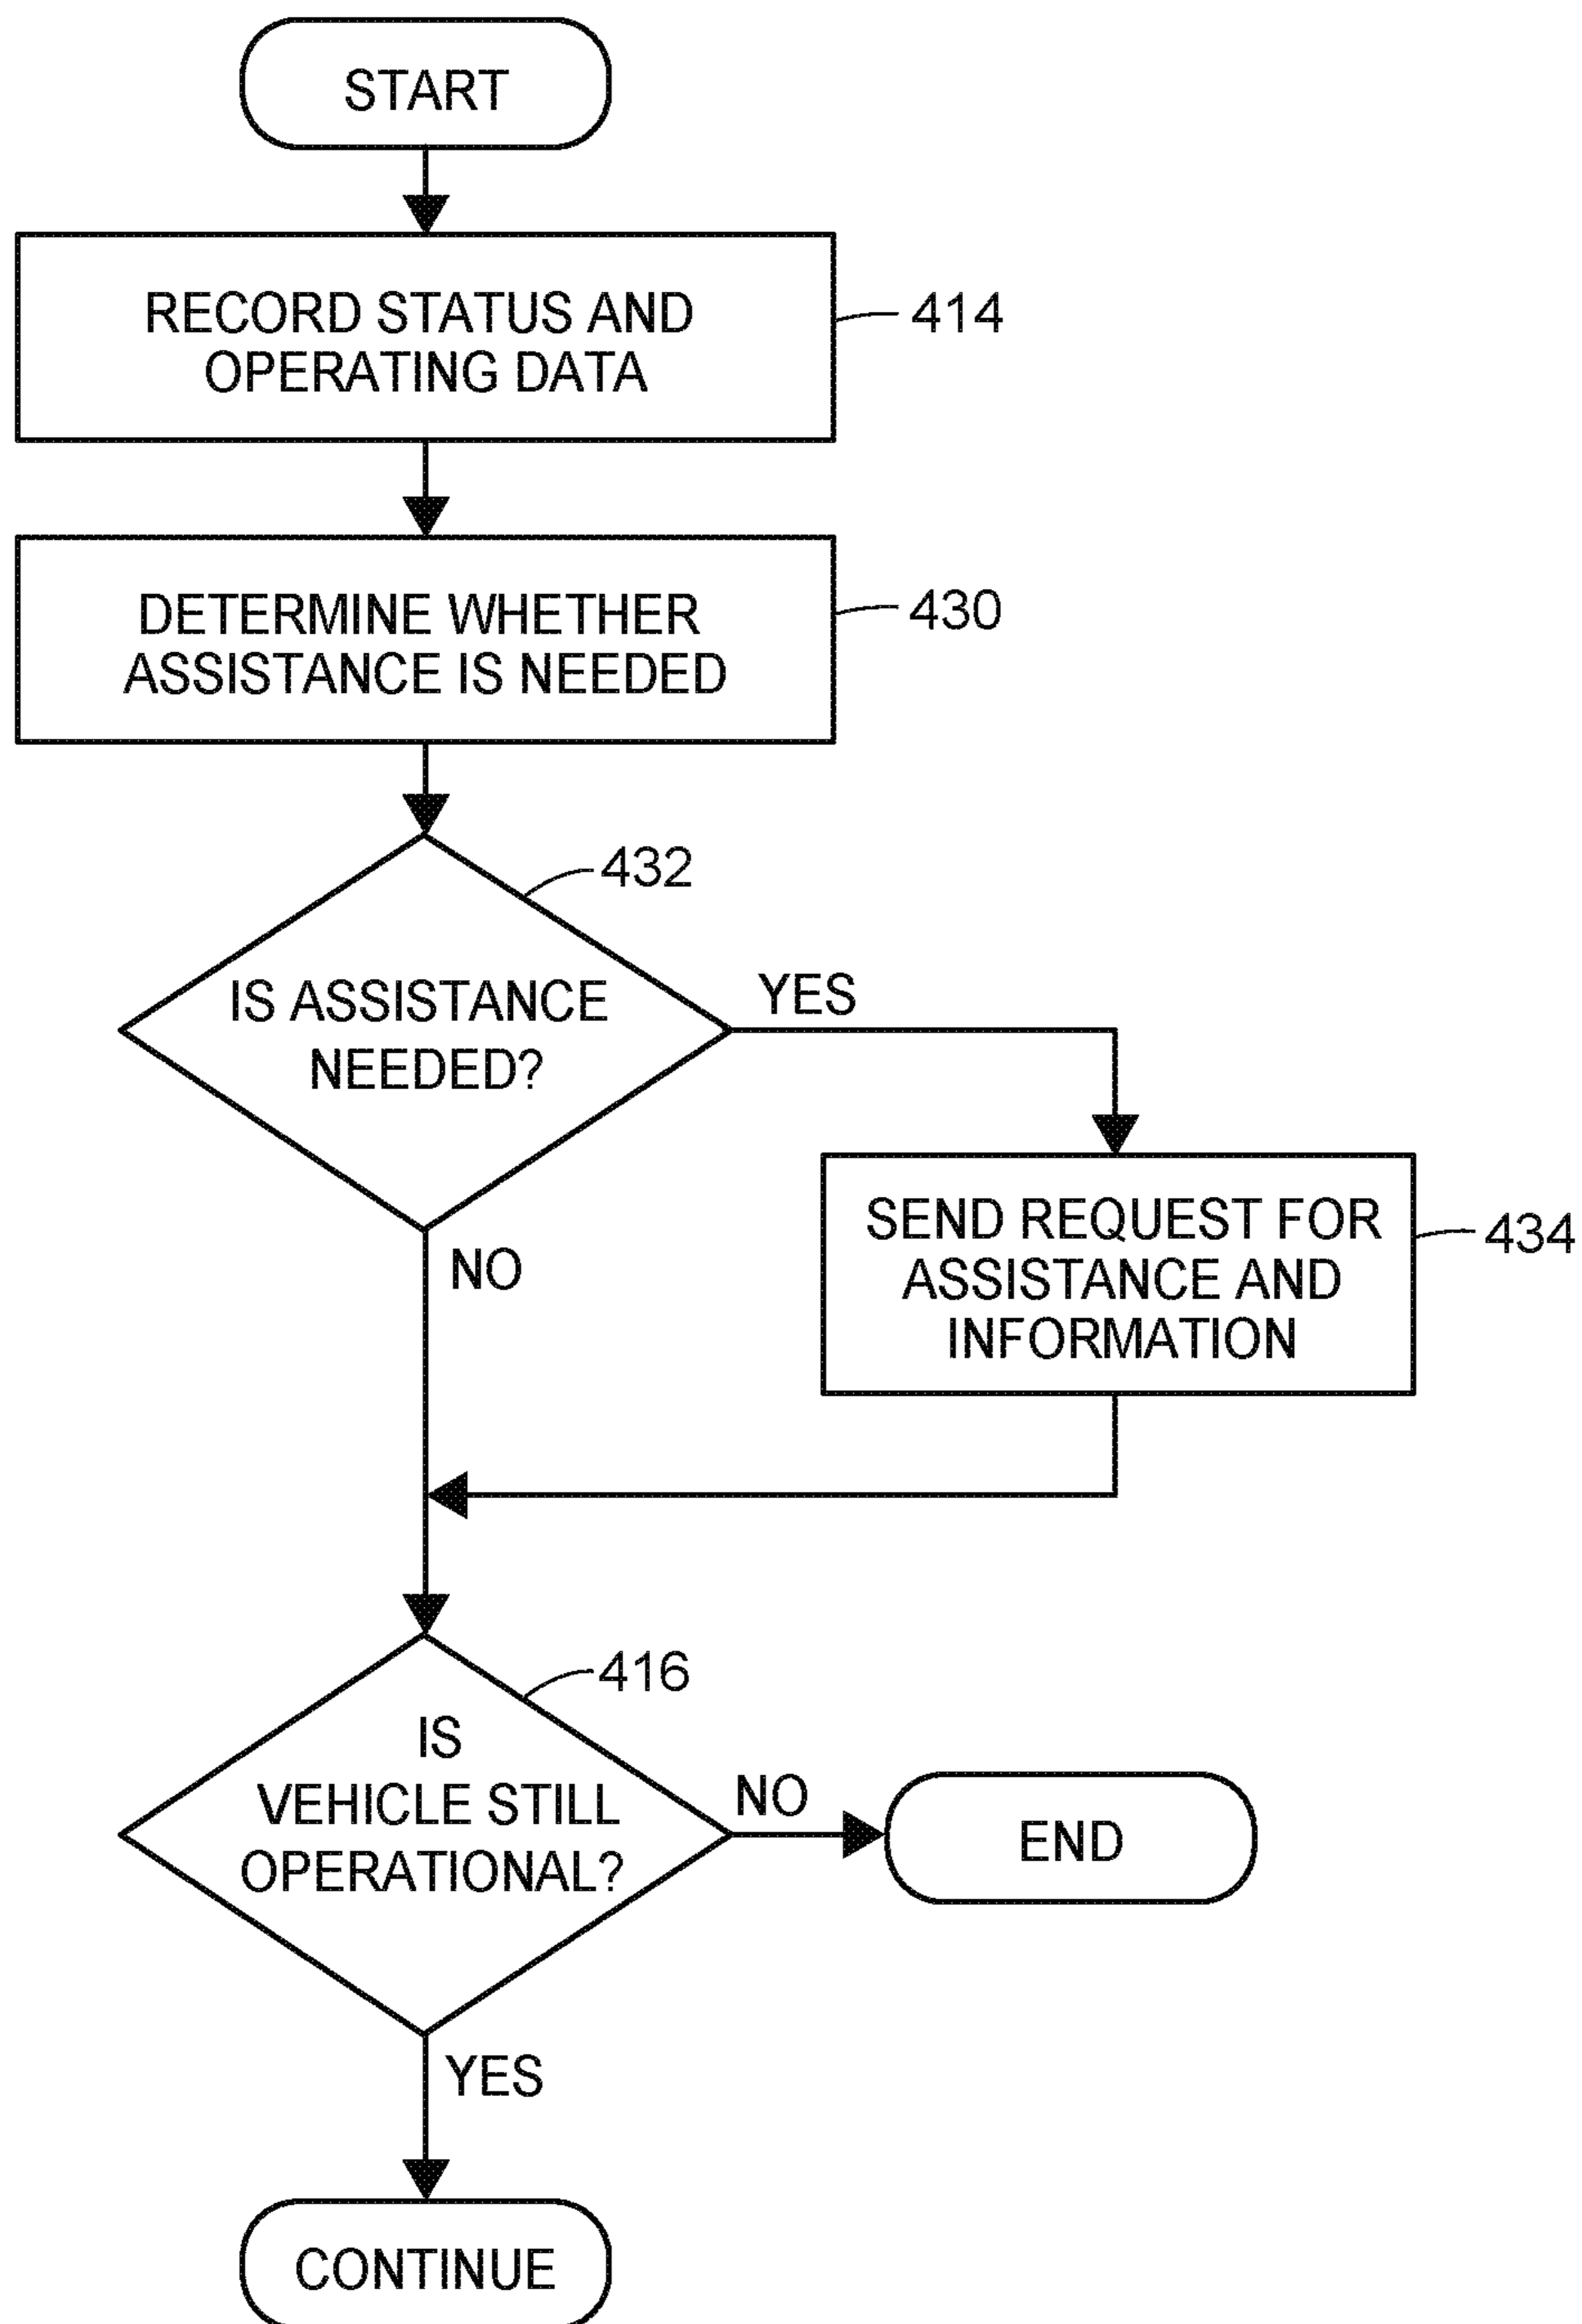 START
RECORD STATUS AND
OPERATING DATA
414
DETERMINE WHETHER
ASSISTANCE IS NEEDED
430
432
IS ASSISTANCE
NEEDED?
YES
NO
SEND REQUEST FOR
ASSISTANCE AND
INFORMATION
434
416
IS
VEHICLE STILL
OPERATIONAL?
NO
END
YES
CONTINUE